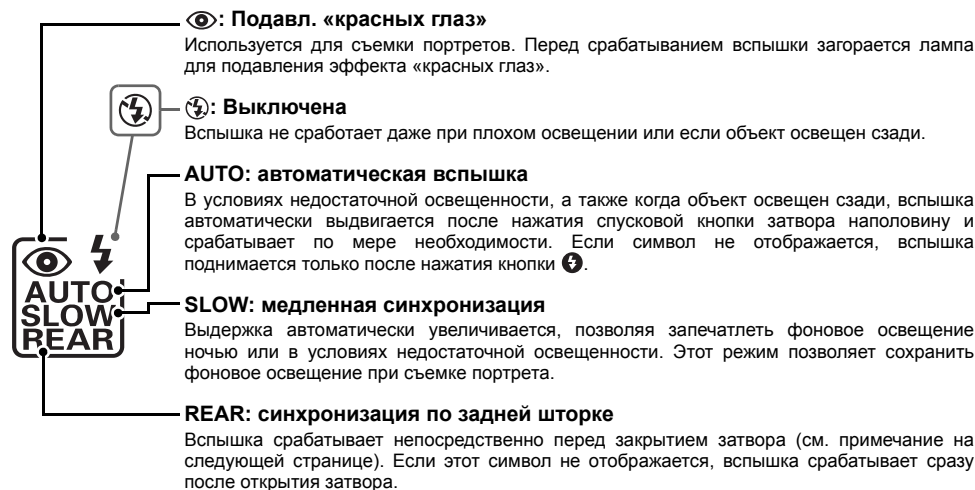 : Подавл. «красных глаз»
Используется для съемки портретов. Перед срабатыванием вспышки загорается лампа
для подавления эффекта «красных глаз».
: Выключена
Вспышка не сработает даже при плохом освещении или если объект освещен сзади.
AUTO: автоматическая вспышка
В условиях недостаточной освещенности, а также когда объект освещен сзади, вспышка
автоматически выдвигается после нажатия спусковой кнопки затвора наполовину и
срабатывает по мере необходимости. Если символ не отображается, вспышка
поднимается только после нажатия кнопки .
AUTO
SLOW
REAR
SLOW: медленная синхронизация
Выдержка автоматически увеличивается, позволяя запечатлеть фоновое освещение
ночью или в условиях недостаточной освещенности. Этот режим позволяет сохранить
фоновое освещение при съемке портрета.
REAR: синхронизация по задней шторке
Вспышка срабатывает непосредственно перед закрытием затвора (см. примечание на
следующей странице). Если этот символ не отображается, вспышка срабатывает сразу
после открытия затвора.